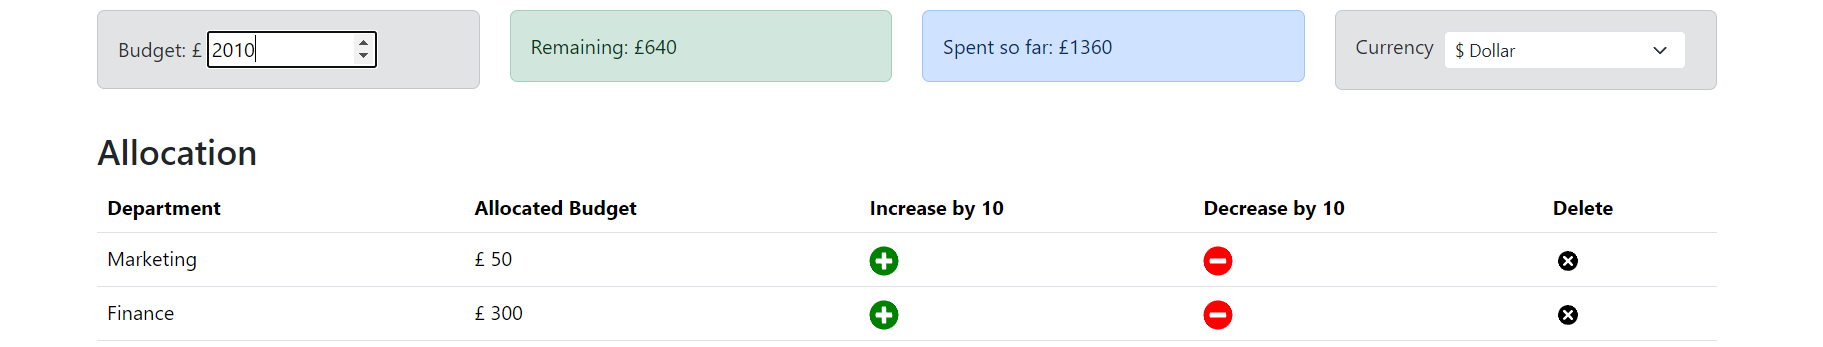 Budget: £ 2010
Remaining: £640
Spent so far: £1360
Currency $ Dollar
Allocation
Department Allocated Budget Increase by 10 Decrease by 10 Delete
Marketing £ 50
Finance £ 300